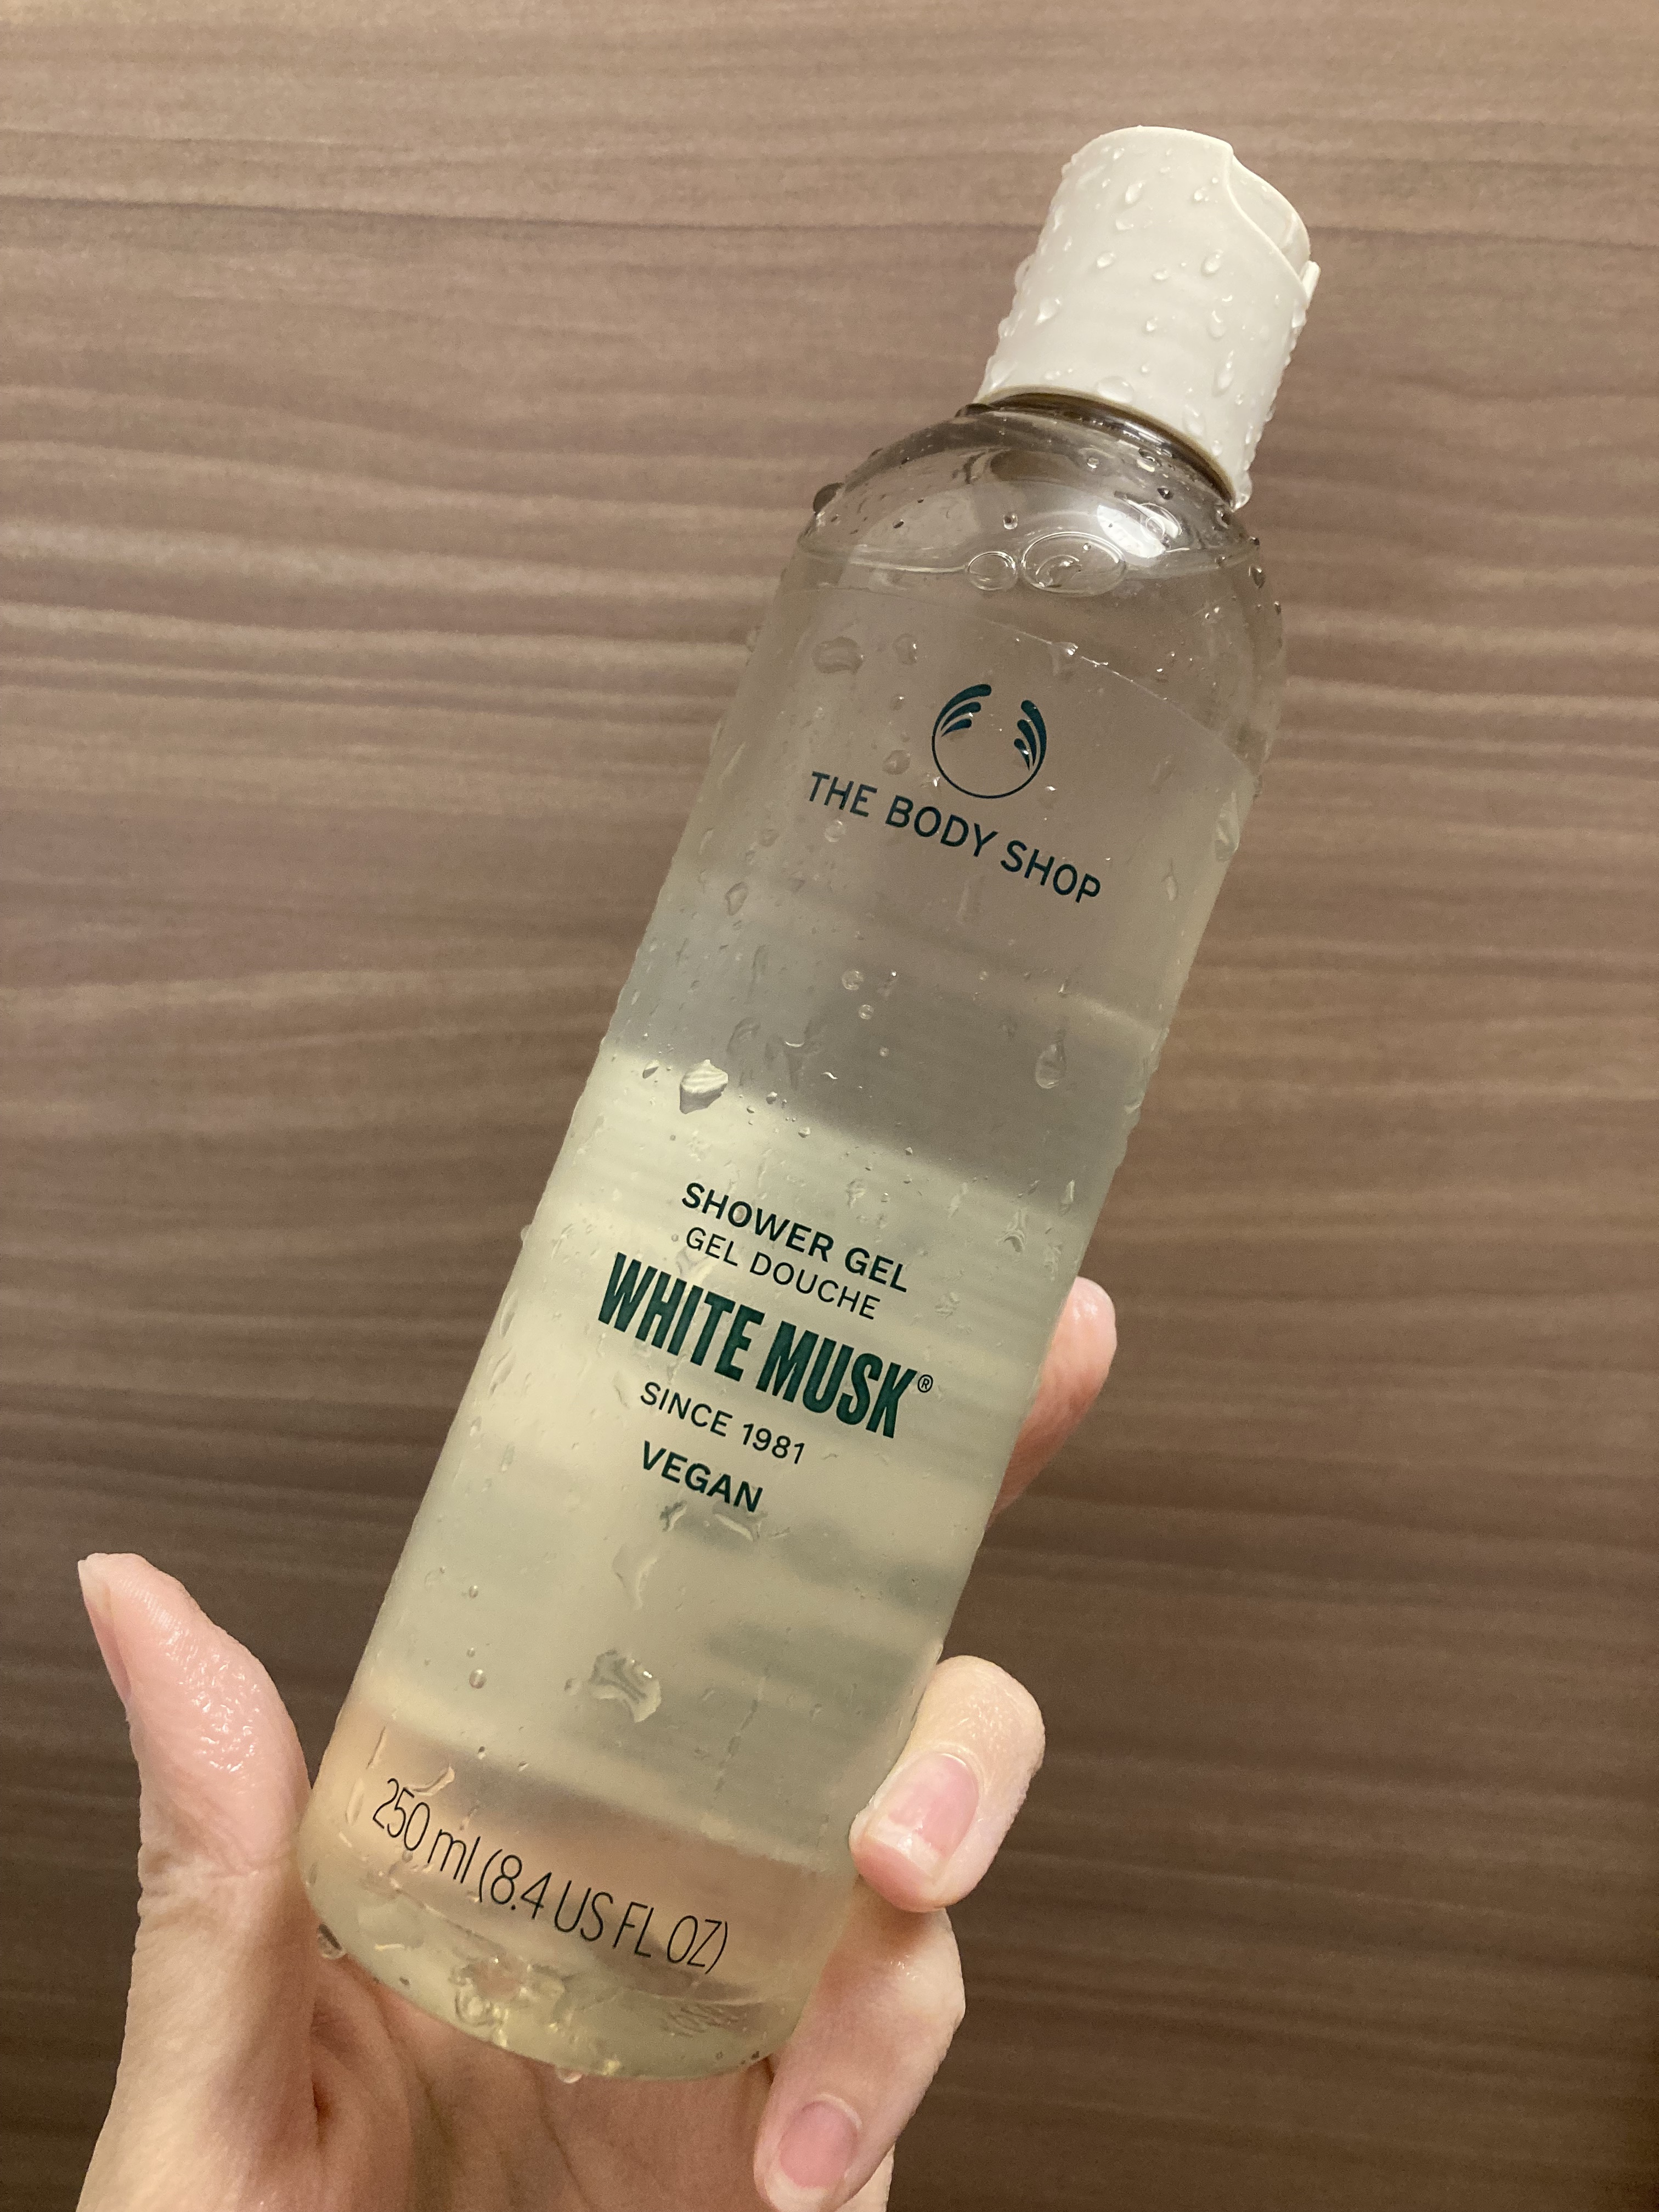 THE BODY SHOP
SHOWER GEL
GEL DOUCHE
WHITE MUSK®
SINCE 1981
VEGAN
250 ml (8.4 US FL OZ)